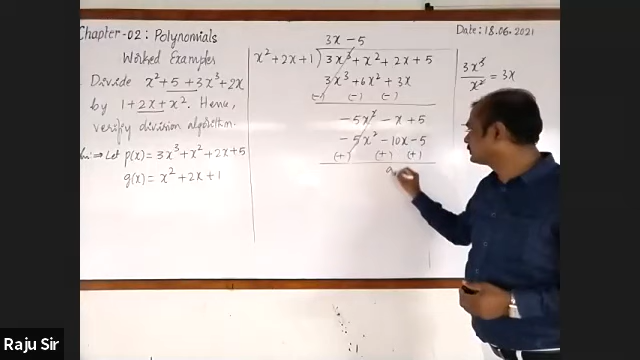 Chapter-02: Polynomials
Date: 18.06.2021
Worked Examples
Divide x² + 5 + 3x³ + 2x
by 1 + 2x + x². Hence,
verify division algorithm.
⇒ Let p(x) = 3x³ + x² + 2x + 5
g(x) = x² + 2x + 1
3x - 5
x² + 2x + 1 ) 3x³ + x² + 2x + 5
3x³ + 6x² + 3x
(-) (-) (-)
-5x² - x + 5
-5x² - 10x - 5
(+) (+) (+)
9
3x³/x² = 3x
Raju Sir